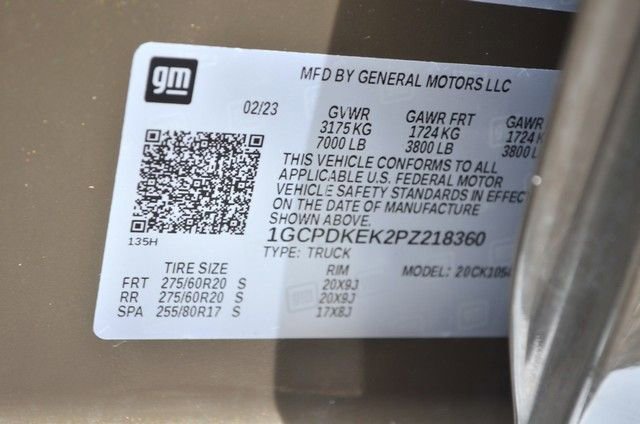 gm
MFD BY GENERAL MOTORS LLC
02/23 GVWR GAWR FRT GAWR
3175 KG 1724 KG 1724 K
7000 LB 3800 LB 3800 L
THIS VEHICLE CONFORMS TO ALL
APPLICABLE U.S. FEDERAL MOTOR
VEHICLE SAFETY STANDARDS IN EFFEC
ON THE DATE OF MANUFACTURE
SHOWN ABOVE.
135H
1GCPDKEK2PZ218360
TYPE: TRUCK
TIRE SIZE RIM MODEL: 20CK105
FRT 275/60R20 S 20X9J
RR 275/60R20 S 20X9J
SPA 255/80R17 S 17X8J